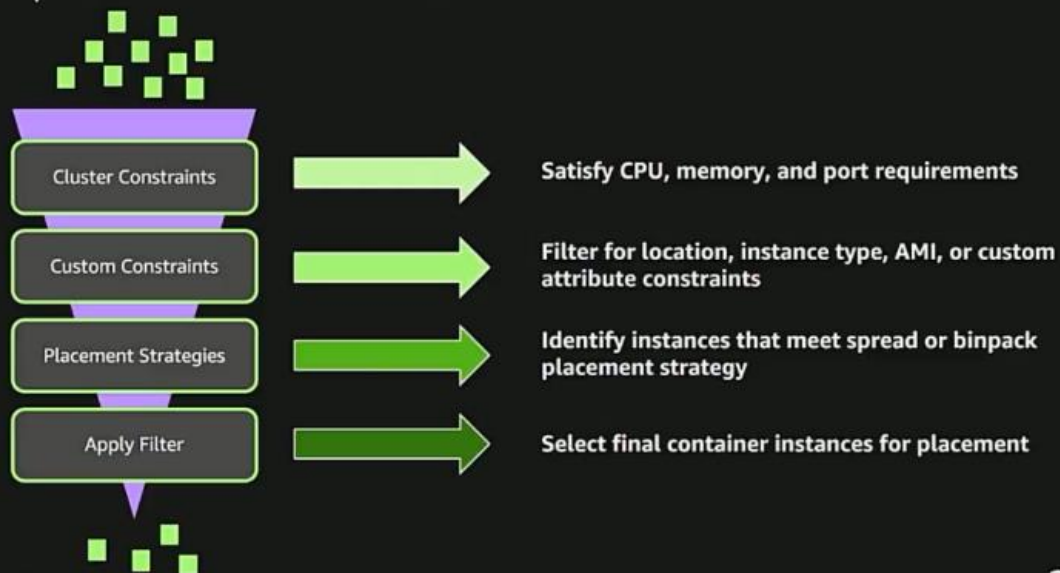 Cluster Constraints
Satisfy CPU, memory, and port requirements
Custom Constraints
Filter for location, instance type, AMI, or custom
attribute constraints
Placement Strategies
Identify instances that meet spread or binpack
placement strategy
Apply Filter
Select final container instances for placement